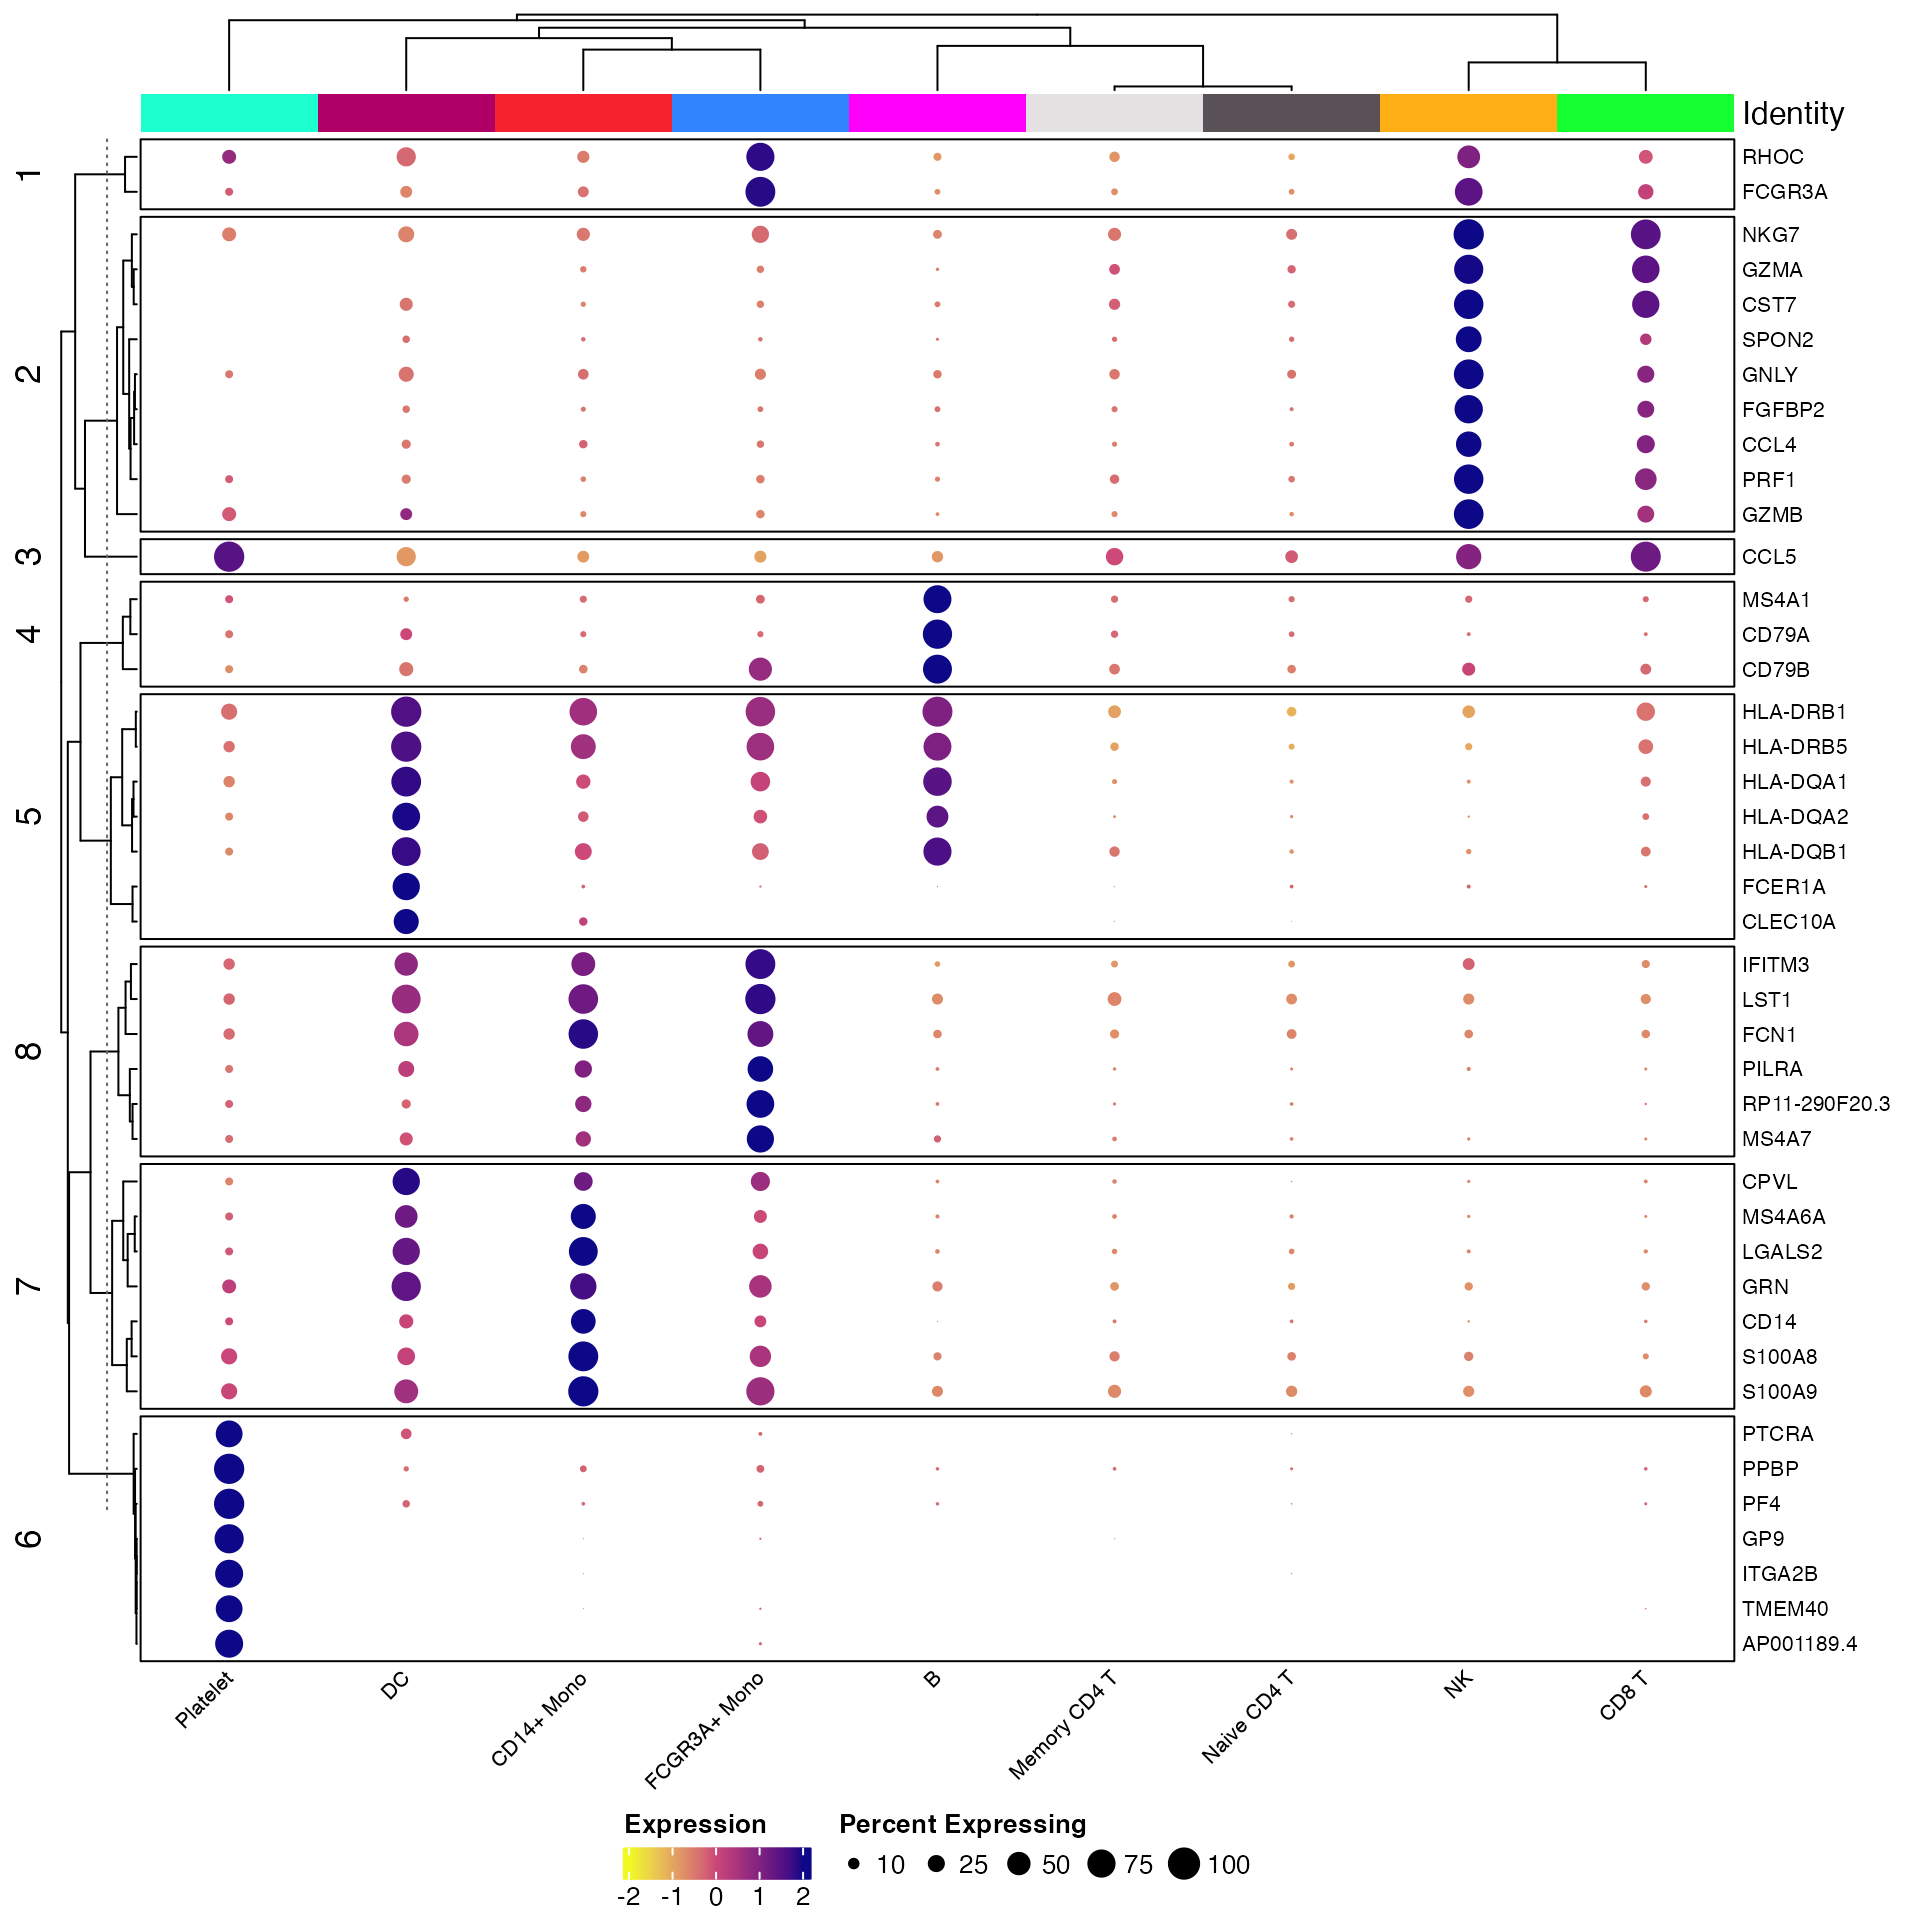 Identity
1
RHOC
FCGR3A
2
NKG7
GZMA
CST7
SPON2
GNLY
FGFBP2
CCL4
PRF1
GZMB
3
CCL5
4
MS4A1
CD79A
CD79B
5
HLA-DRB1
HLA-DRB5
HLA-DQA1
HLA-DQA2
HLA-DQB1
FCER1A
CLEC10A
8
IFITM3
LST1
FCN1
PILRA
RP11-290F20.3
MS4A7
7
CPVL
MS4A6A
LGALS2
GRN
CD14
S100A8
S100A9
6
PTCRA
PPBP
PF4
GP9
ITGA2B
TMEM40
AP001189.4
Platelet
DC
CD14+ Mono
FCGR3A+ Mono
B
Memory CD4 T
Naive CD4 T
NK
CD8 T
Expression
-2 -1 0 1 2
Percent Expressing
10 25 50 75 100